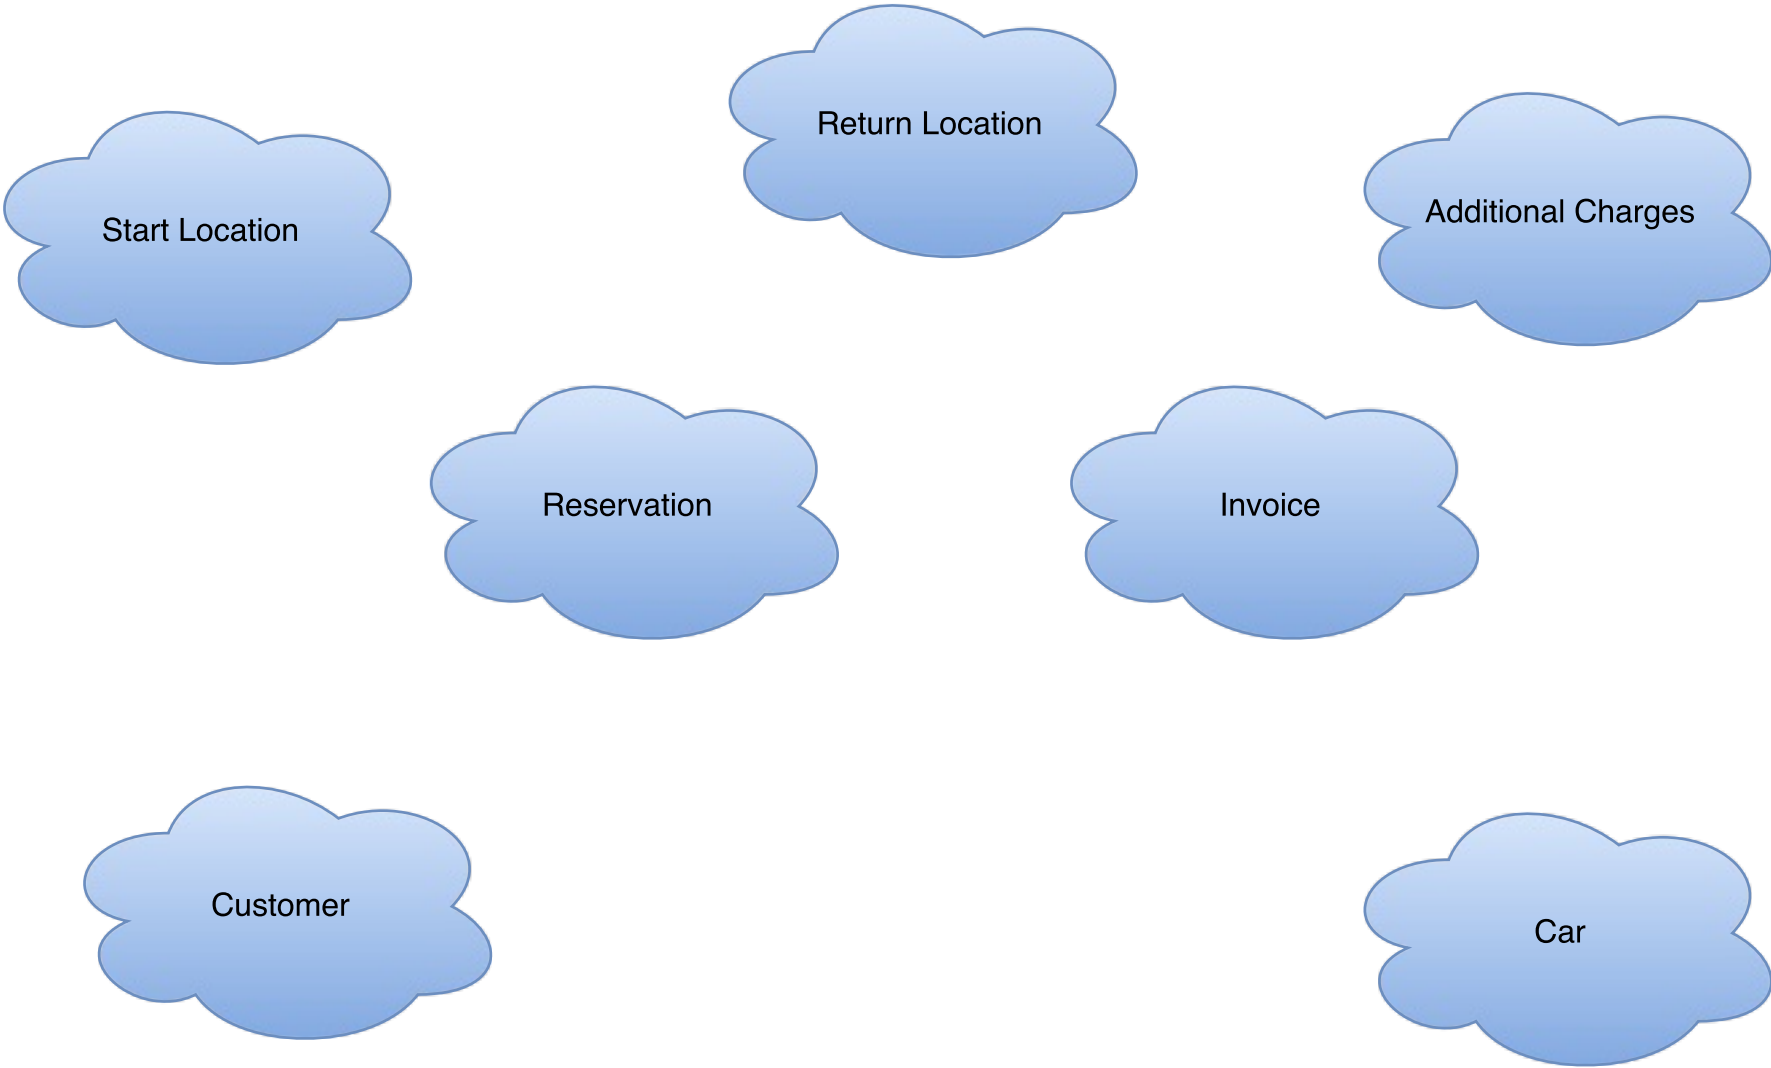 Return Location
Additional Charges
Start Location
Reservation
Invoice
Customer
Car